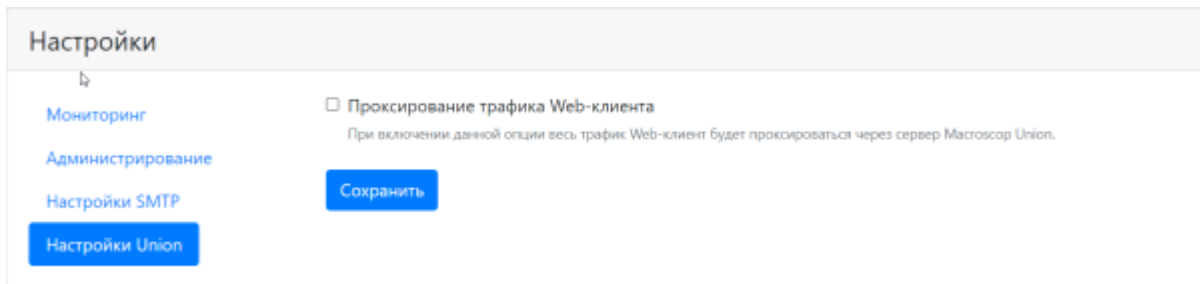 Настройки
Мониторинг
Администрирование
Настройки SMTP
Настройки Union
Проксирование трафика Web-клиента
При включении данной опции весь трафик Web-клиент будет проксироваться через сервер Macroscop Union.
Сохранить